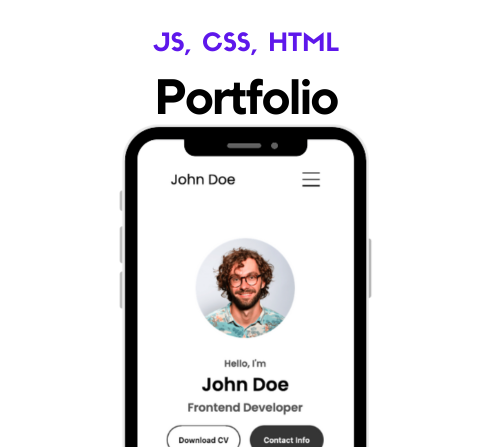 JS, CSS, HTML
Portfolio
John Doe
Hello, I'm
John Doe
Frontend Developer
Download CV Contact Info